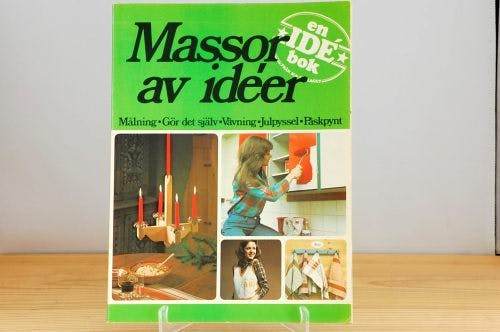 Massor
av idéer
en
IDÉ
bok
Målning • Gör det själv • Vävning • Julpyssel • Påskpynt